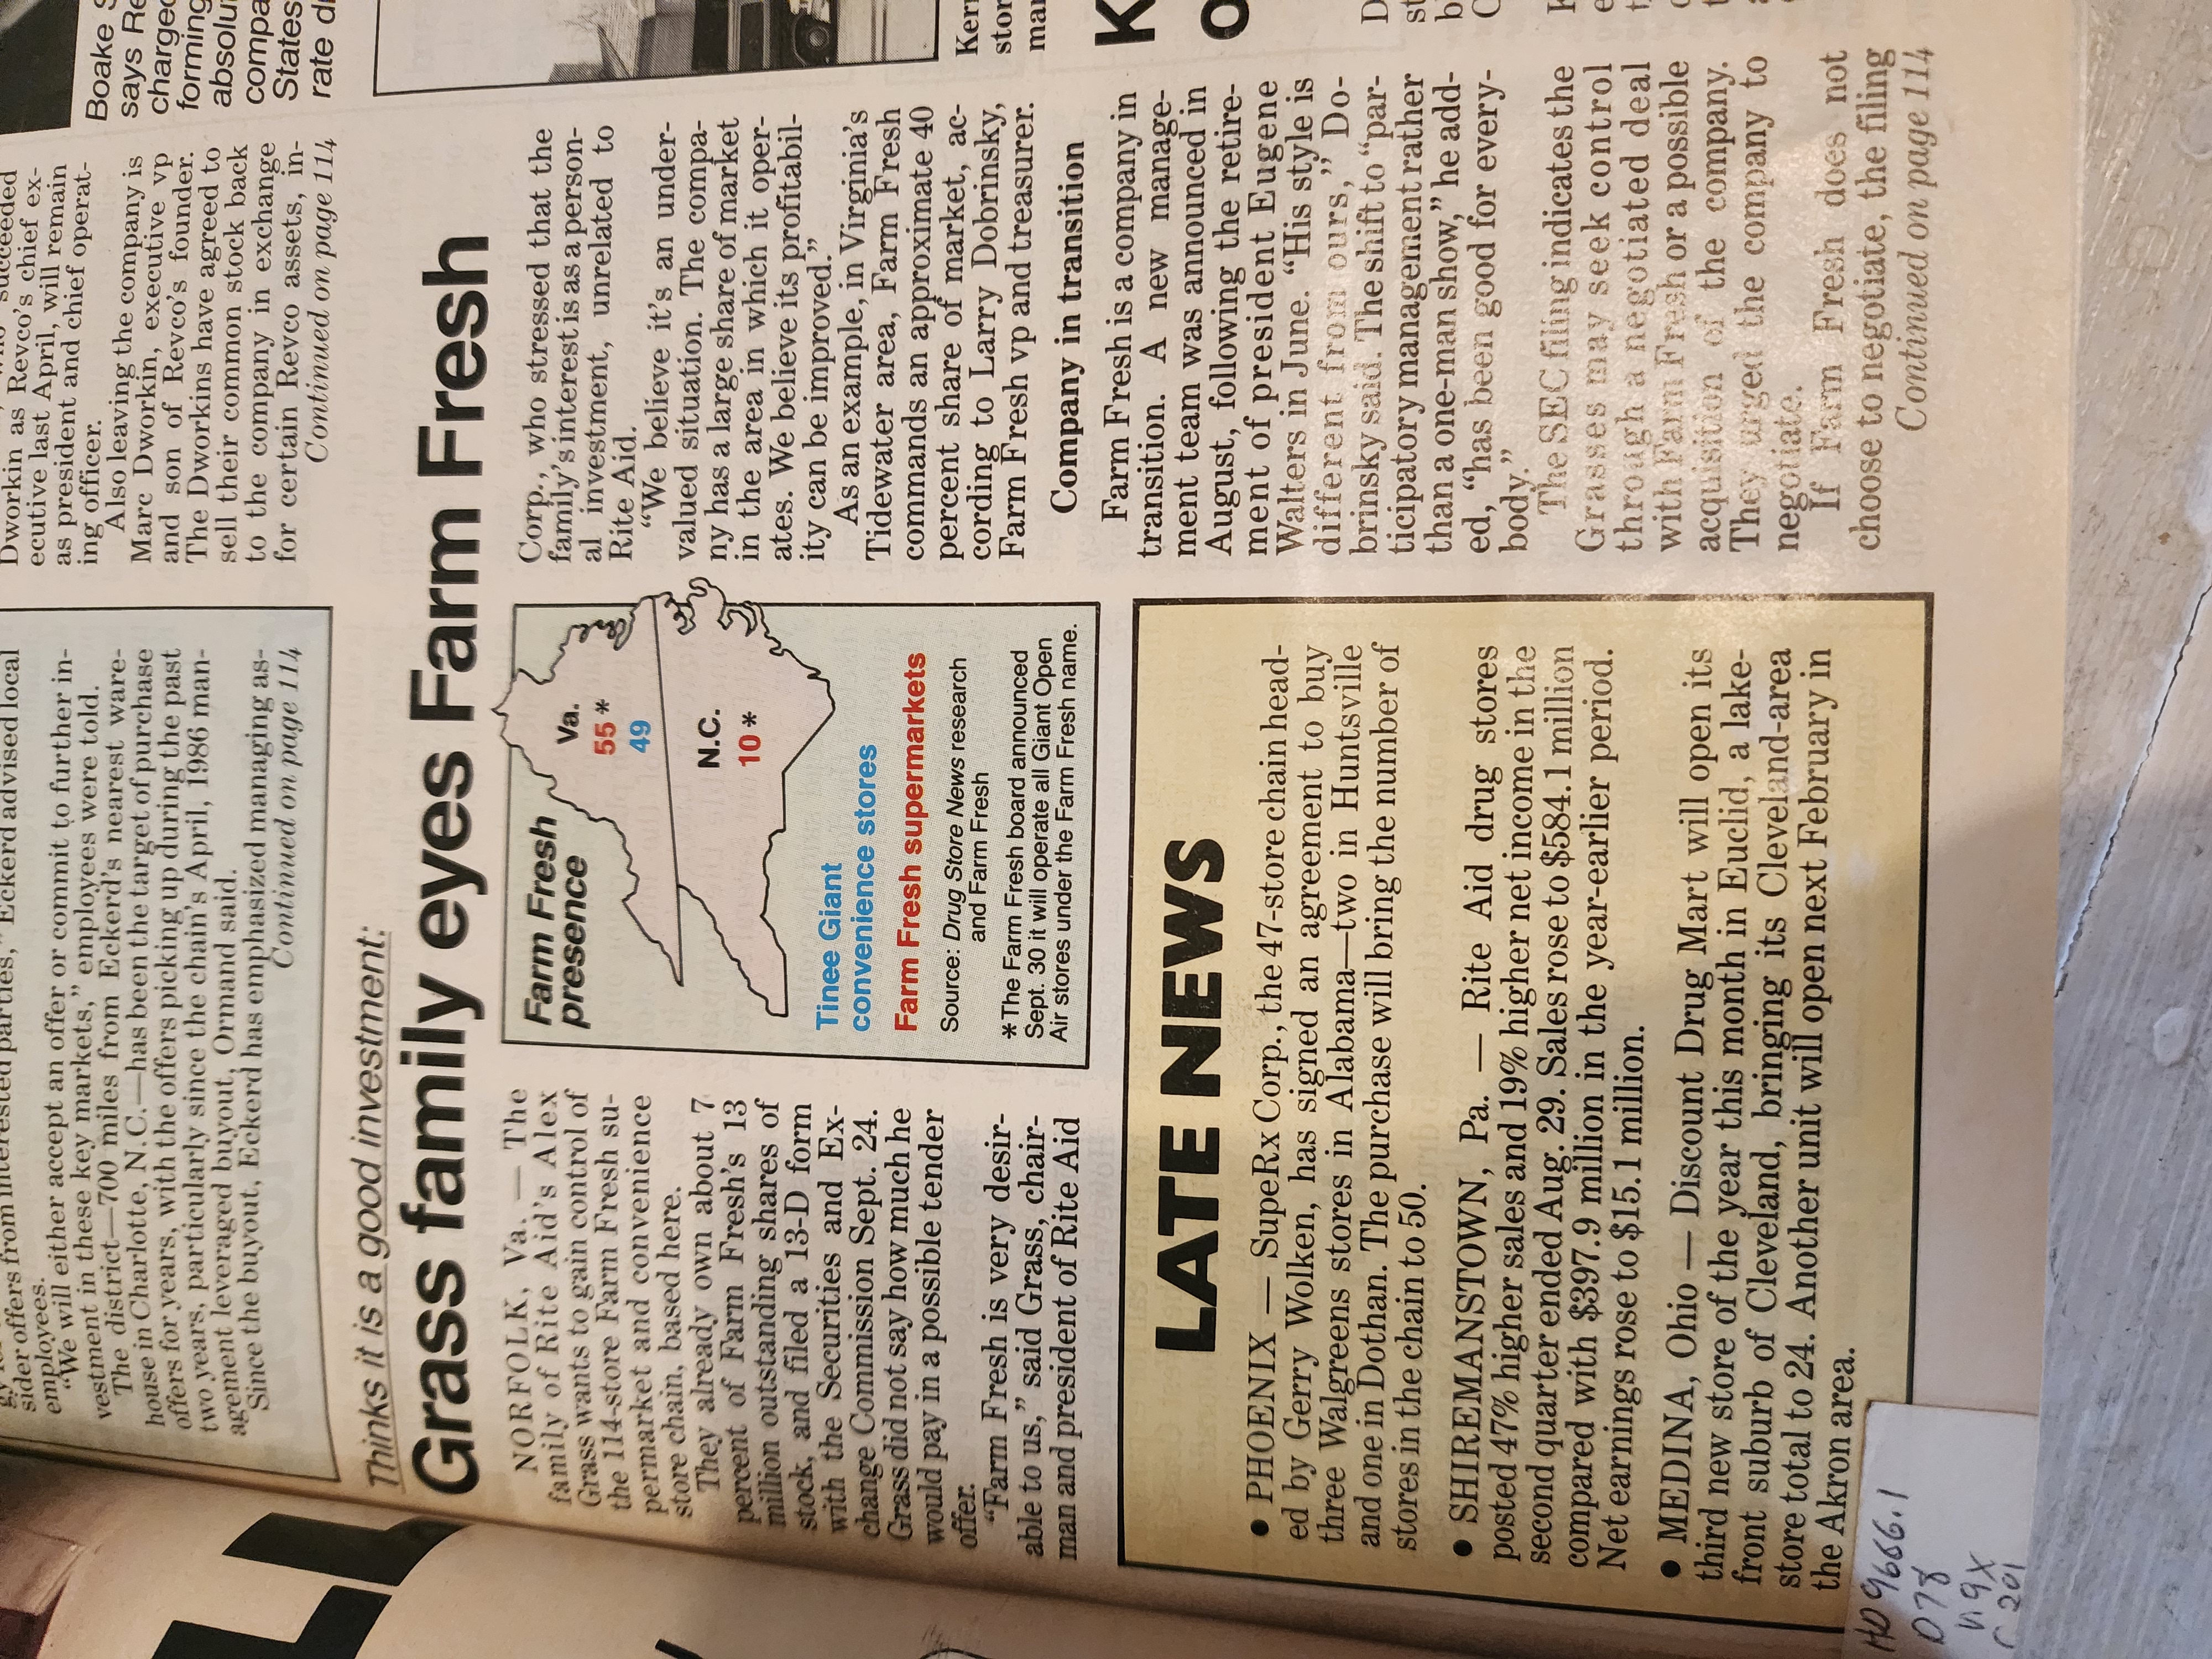 sider offers from interested parties," Eckerd advised local
employees.
"We will either accept an offer or commit to further in-
vestment in these key markets," employees were told.
The district—700 miles from Eckerd's nearest ware-
house in Charlotte, N.C.—has been the target of purchase
offers for years, with the offers picking up during the past
two years, particularly since the chain's April, 1986 man-
agement leveraged buyout, Ormand said.
Since the buyout, Eckerd has emphasized managing as-
Continued on page 114
Dworkin as Revco's chief ex-
ecutive last April, will remain
as president and chief operat-
ing officer.
Also leaving the company is
Marc Dworkin, executive vp
and son of Revco's founder.
The Dworkins have agreed to
sell their common stock back
to the company in exchange
for certain Revco assets, in-
Continued on page 114
Boake
says Re
charged
forming
absolu
compa
States
rate di
Thinks it is a good investment:
Grass family eyes Farm Fresh
NORFOLK, Va. — The
family of Rite Aid's Alex
Grass wants to gain control of
the 114-store Farm Fresh su-
permarket and convenience
store chain, based here.
They already own about 7
percent of Farm Fresh's 13
million outstanding shares of
stock, and filed a 13-D form
with the Securities and Ex-
change Commission Sept. 24.
Grass did not say how much he
would pay in a possible tender
offer.
"Farm Fresh is very desir-
able to us," said Grass, chair-
man and president of Rite Aid
Farm Fresh
presence
Va.
55*
49
N.C.
10*
Tinee Giant
convenience stores
Farm Fresh supermarkets
Source: Drug Store News research
and Farm Fresh
*The Farm Fresh board announced
Sept. 30 it will operate all Giant Open
Air stores under the Farm Fresh name.
Corp., who stressed that the
family's interest is as a person-
al investment, unrelated to
Rite Aid.
"We believe it's an under-
valued situation. The compa-
ny has a large share of market
in the area in which it oper-
ates. We believe its profitabil-
ity can be improved."
As an example, in Virginia's
Tidewater area, Farm Fresh
commands an approximate 40
percent share of market, ac-
cording to Larry Dobrinsky,
Farm Fresh vp and treasurer.
Company in transition
Farm Fresh is a company in
transition. A new manage-
ment team was announced in
August, following the retire-
ment of president Eugene
Walters in June. "His style is
different from ours," Do-
brinsky said. The shift to "par-
ticipatory management rather
than a one-man show," he add-
ed, "has been good for every-
body."
The SEC filing indicates the
Grasses may seek control
through a negotiated deal
with Farm Fresh or a possible
acquisition of the company.
They urged the company to
negotiate.
If Farm Fresh does not
choose to negotiate, the filing
Continued on page 114
Kerr
stor
mar
K
o
LATE NEWS
• PHOENIX — SupeRx Corp., the 47-store chain head-
ed by Gerry Wolken, has signed an agreement to buy
three Walgreens stores in Alabama—two in Huntsville
and one in Dothan. The purchase will bring the number of
stores in the chain to 50.
• SHIREMANSTOWN, Pa. — Rite Aid drug stores
posted 47% higher sales and 19% higher net income in the
second quarter ended Aug. 29. Sales rose to $584.1 million
compared with $397.9 million in the year-earlier period.
Net earnings rose to $15.1 million.
• MEDINA, Ohio — Discount Drug Mart will open its
third new store of the year this month in Euclid, a lake-
front suburb of Cleveland, bringing its Cleveland-area
store total to 24. Another unit will open next February in
the Akron area.
HD9666.1
D78
n9x
c 201